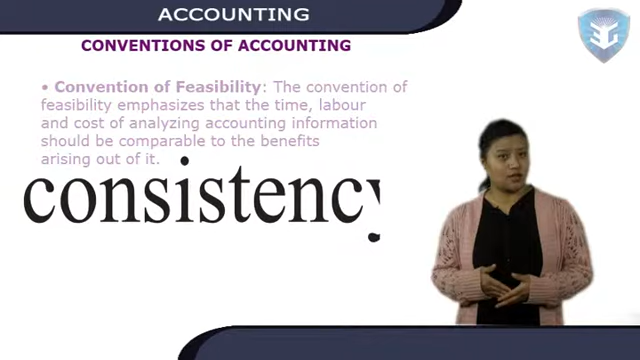 ACCOUNTING
CONVENTIONS OF ACCOUNTING
• Convention of Feasibility: The convention of
feasibility emphasizes that the time, labour
and cost of analyzing accounting information
should be comparable to the benefits
arising out of it.
consistency